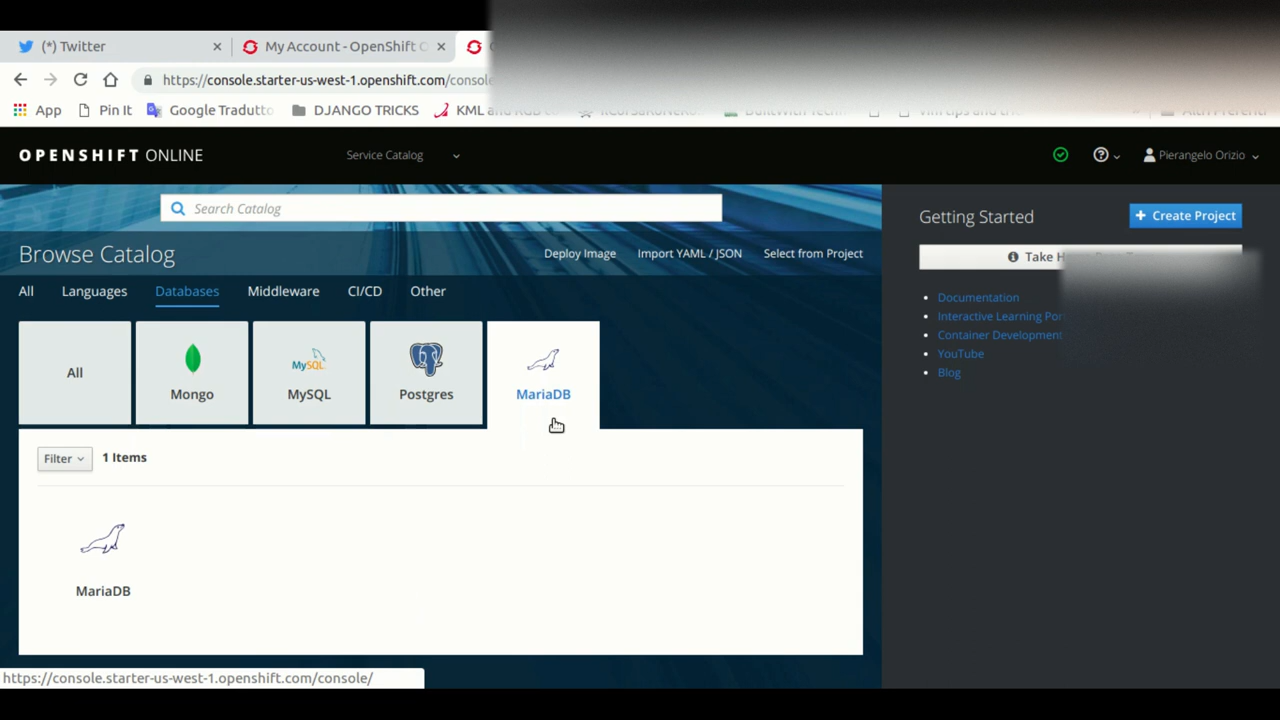 (*) Twitter
My Account - OpenShift
https://console.starter-us-west-1.openshift.com/console
App Pin It Google Tradutto DJANGO TRICKS KML and
OPENSHIFT ONLINE
Service Catalog
Pierangelo Orizio
Search Catalog
Getting Started
Create Project
Browse Catalog
Deploy Image
Import YAML / JSON
Select from Project
Take
All
Languages
Databases
Middleware
CI/CD
Other
Documentation
Interactive Learning
Container Development
YouTube
Blog
All
Mongo
MySQL
MySQL
Postgres
MariaDB
Filter
1 Items
MariaDB
https://console.starter-us-west-1.openshift.com/console/